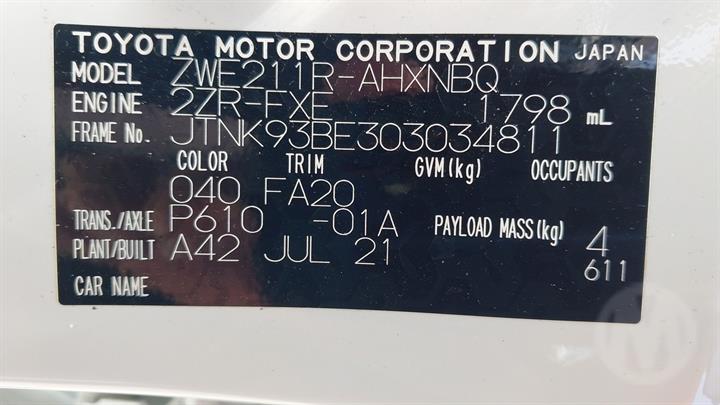 TOYOTA MOTOR CORPORATION JAPAN
MODEL ZWE211R-AHXNBQ
ENGINE 2ZR-FXE 1798 mL
FRAME No. JTNK93BE303034811
COLOR TRIM GVM(kg) OCCUPANTS
040 FA20
TRANS./AXLE P610 -01A PAYLOAD MASS(kg) 4
PLANT/BUILT A42 JUL 21 611
CAR NAME
M